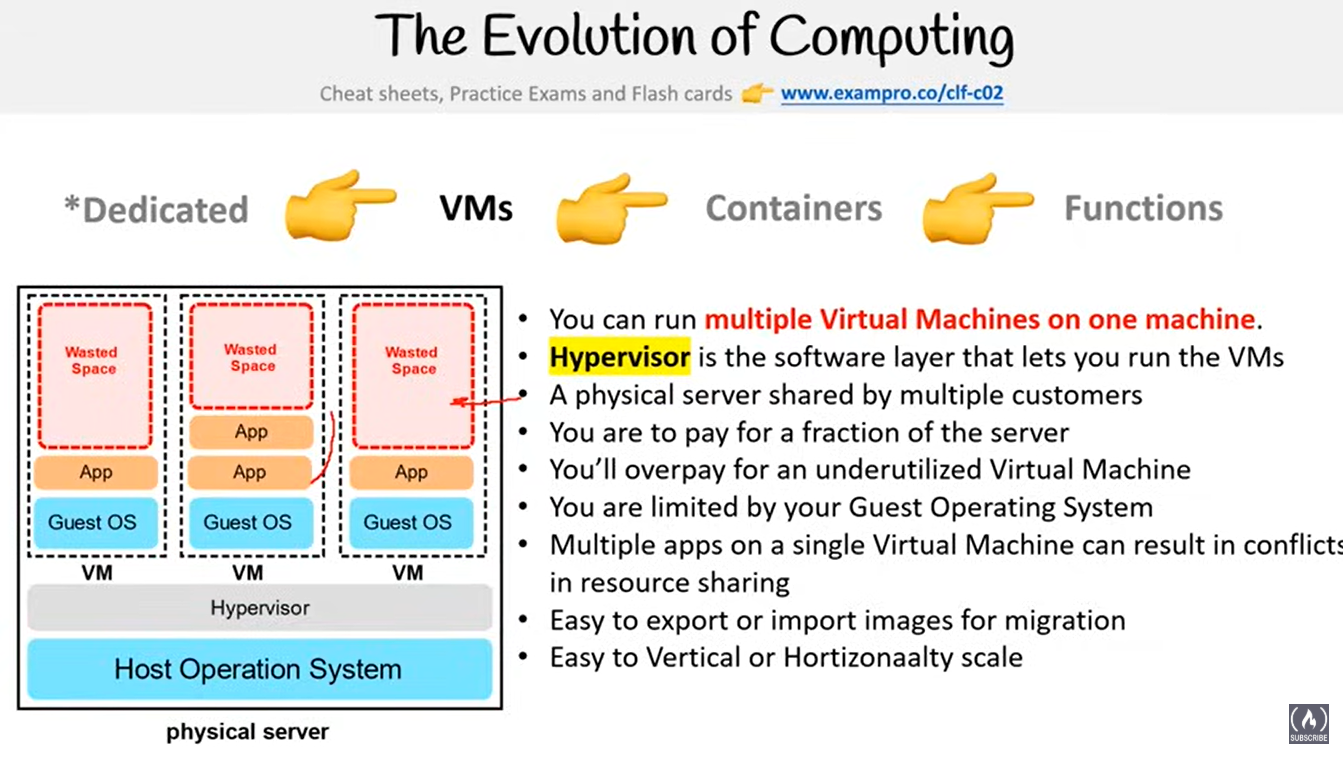 The Evolution of Computing
Cheat sheets, Practice Exams and Flash cards 👉 www.exampro.co/clf-c02
*Dedicated 👉 VMs 👉 Containers 👉 Functions
Wasted
Space
App
Guest OS
VM
Wasted
Space
App
App
Guest OS
VM
Wasted
Space
App
Guest OS
VM
Hypervisor
Host Operation System
physical server
• You can run multiple Virtual Machines on one machine.
• Hypervisor is the software layer that lets you run the VMs
• A physical server shared by multiple customers
• You are to pay for a fraction of the server
• You’ll overpay for an underutilized Virtual Machine
• You are limited by your Guest Operating System
• Multiple apps on a single Virtual Machine can result in conflicts
in resource sharing
• Easy to export or import images for migration
• Easy to Vertical or Hortizonaalty scale
SUBSCRIBE